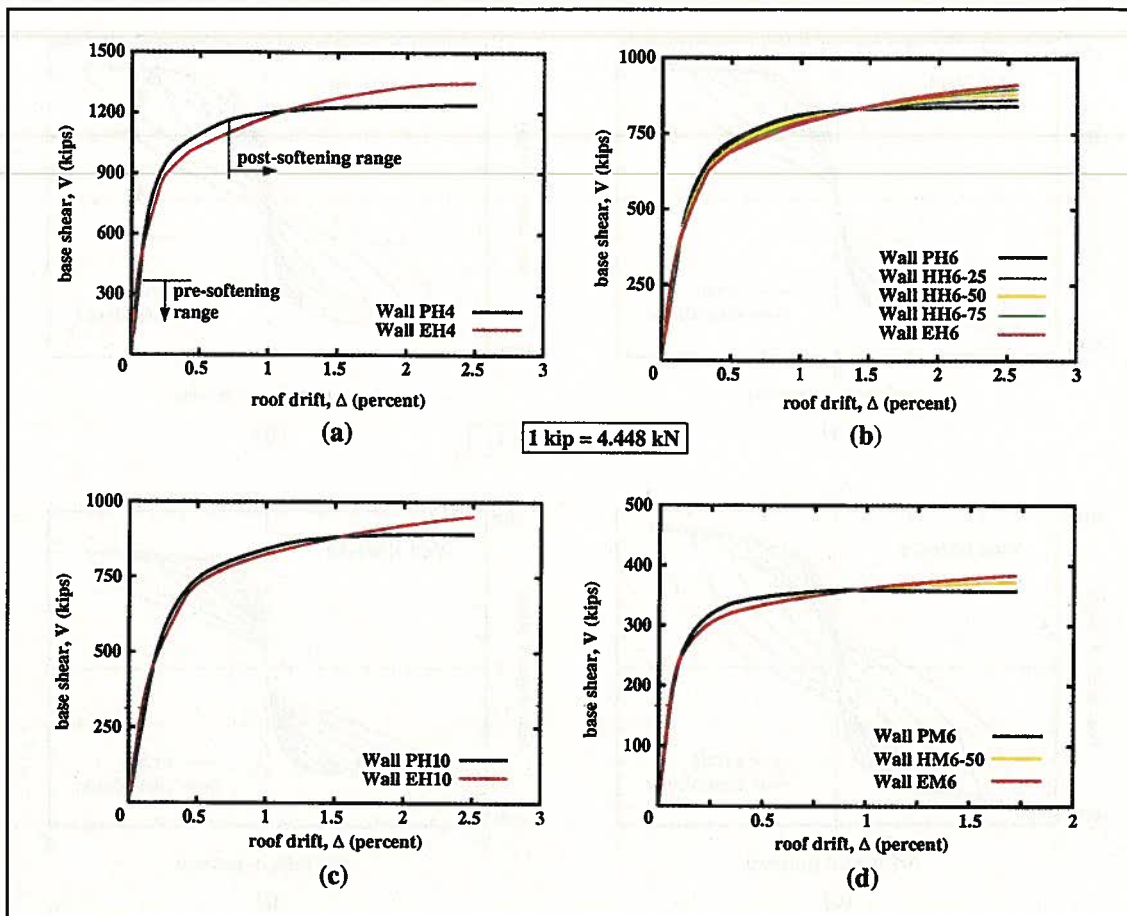 1500
1200
900
600
300
0
base shear, V (kips)
post-softening range
pre-softening
range
Wall PH4
Wall EH4
0 0.5 1 1.5 2 2.5 3
roof drift, Δ (percent)
(a)
1000
750
500
250
0
base shear, V (kips)
Wall PH6
Wall HH6-25
Wall HH6-50
Wall HH6-75
Wall EH6
0 0.5 1 1.5 2 2.5 3
roof drift, Δ (percent)
(b)
1 kip = 4.448 kN
1000
750
500
250
base shear, V (kips)
Wall PH10
Wall EH10
0 0.5 1 1.5 2 2.5 3
roof drift, Δ (percent)
(c)
500
400
300
200
100
base shear, V (kips)
Wall PM6
Wall HM6-50
Wall EM6
0 0.5 1 1.5 2
roof drift, Δ (percent)
(d)